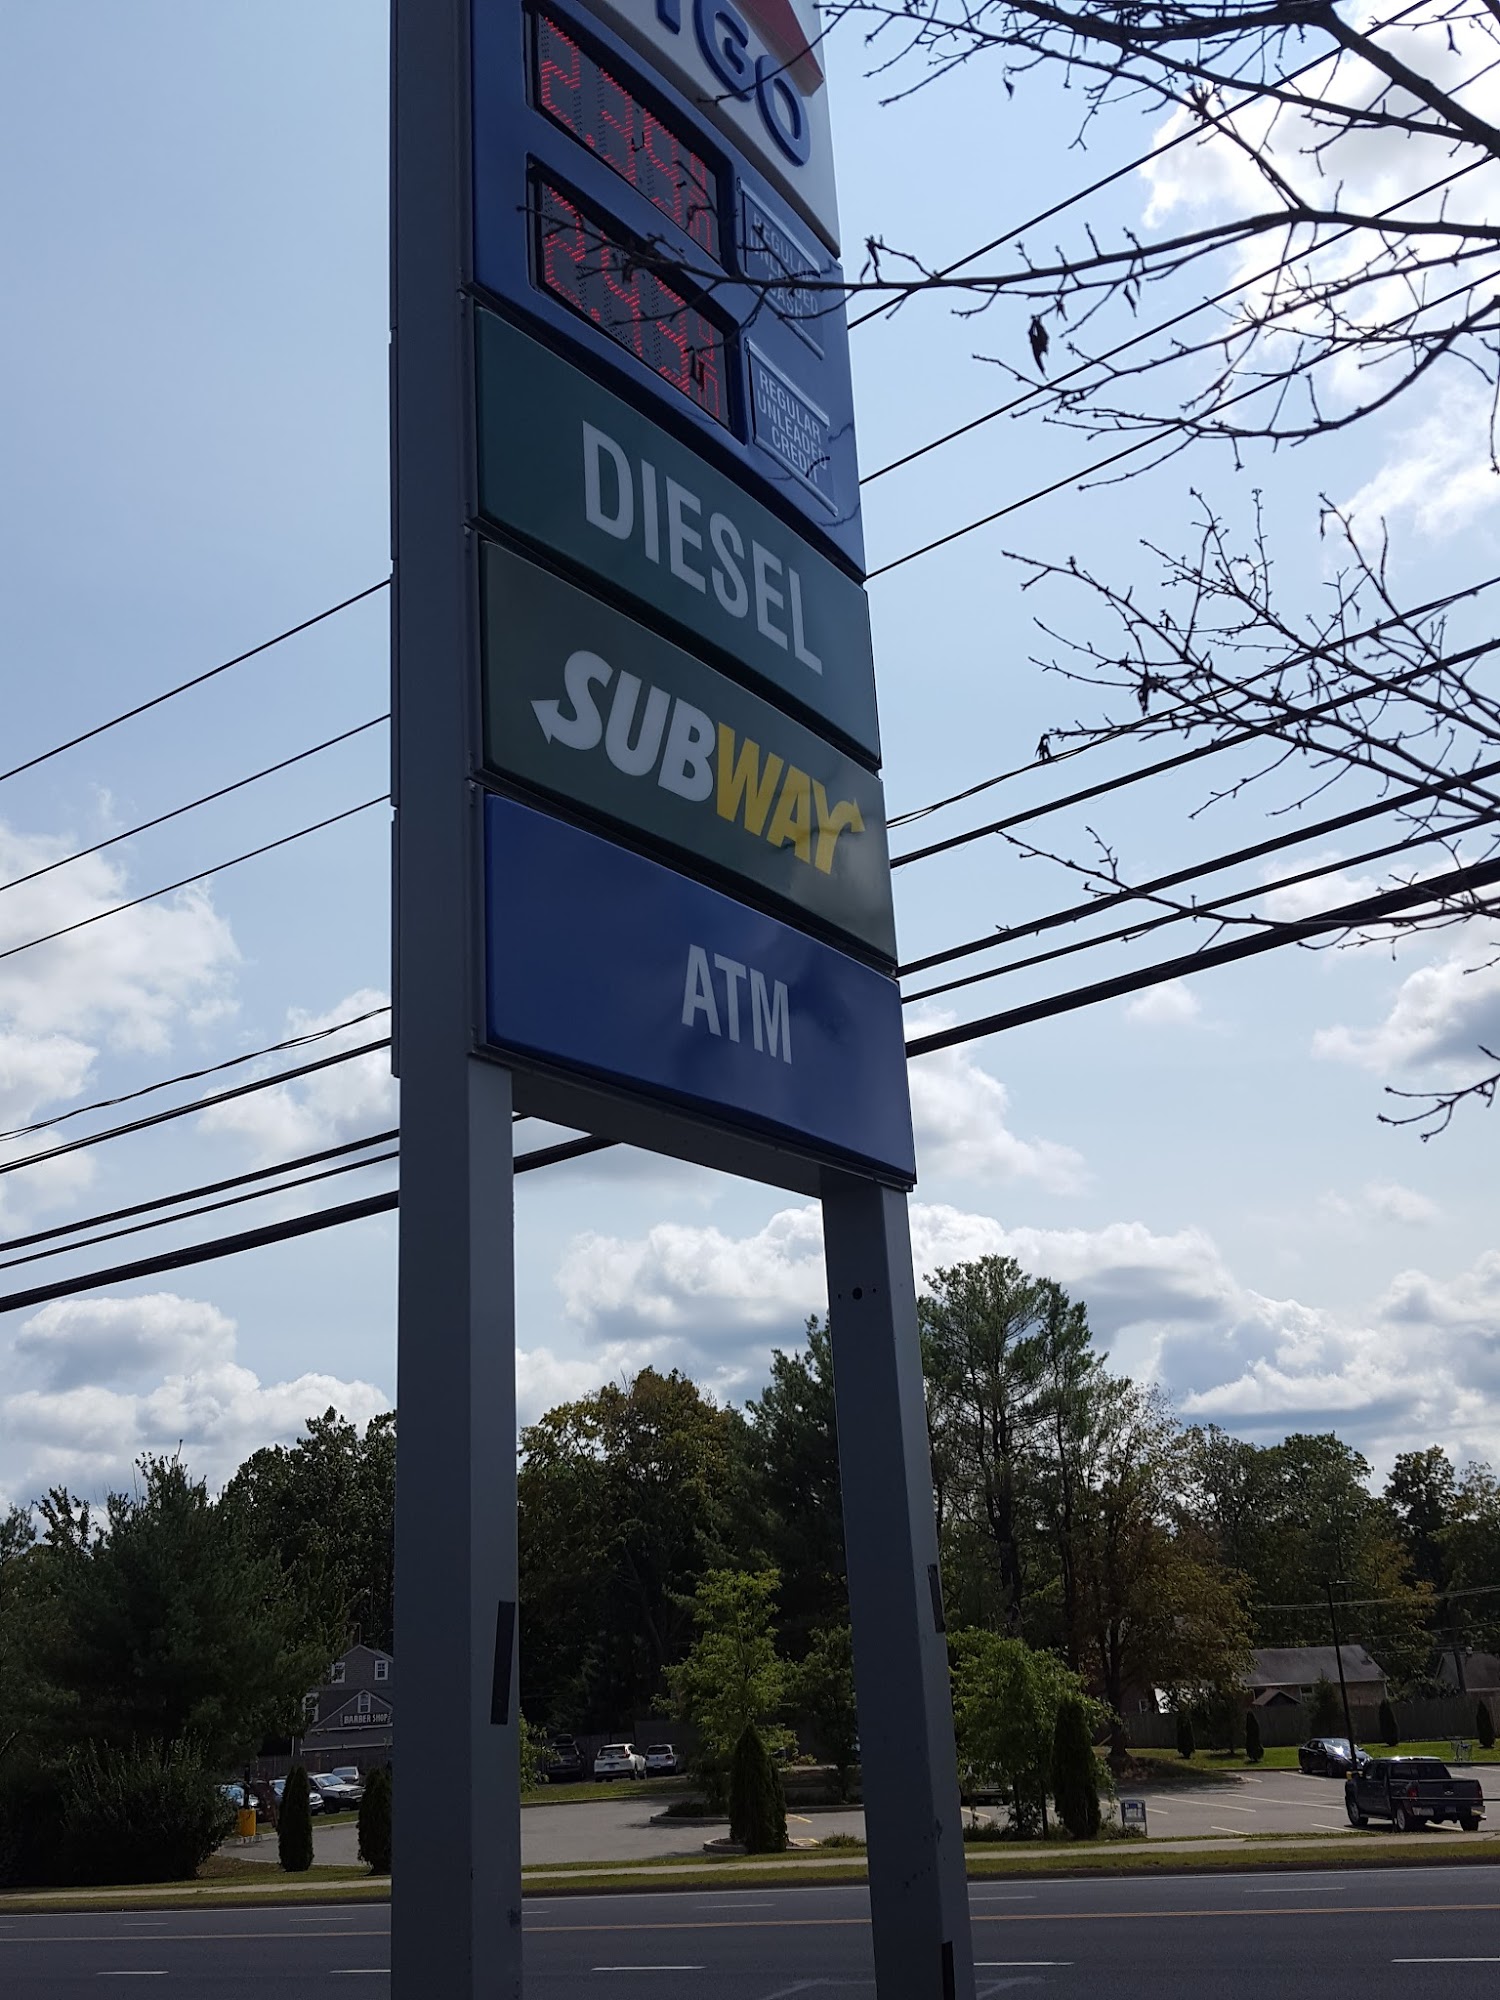 REGULAR
UNLEADED
CASH
REGULAR
UNLEADED
CREDIT
DIESEL
SUBWAY
ATM
BARBER SHOP